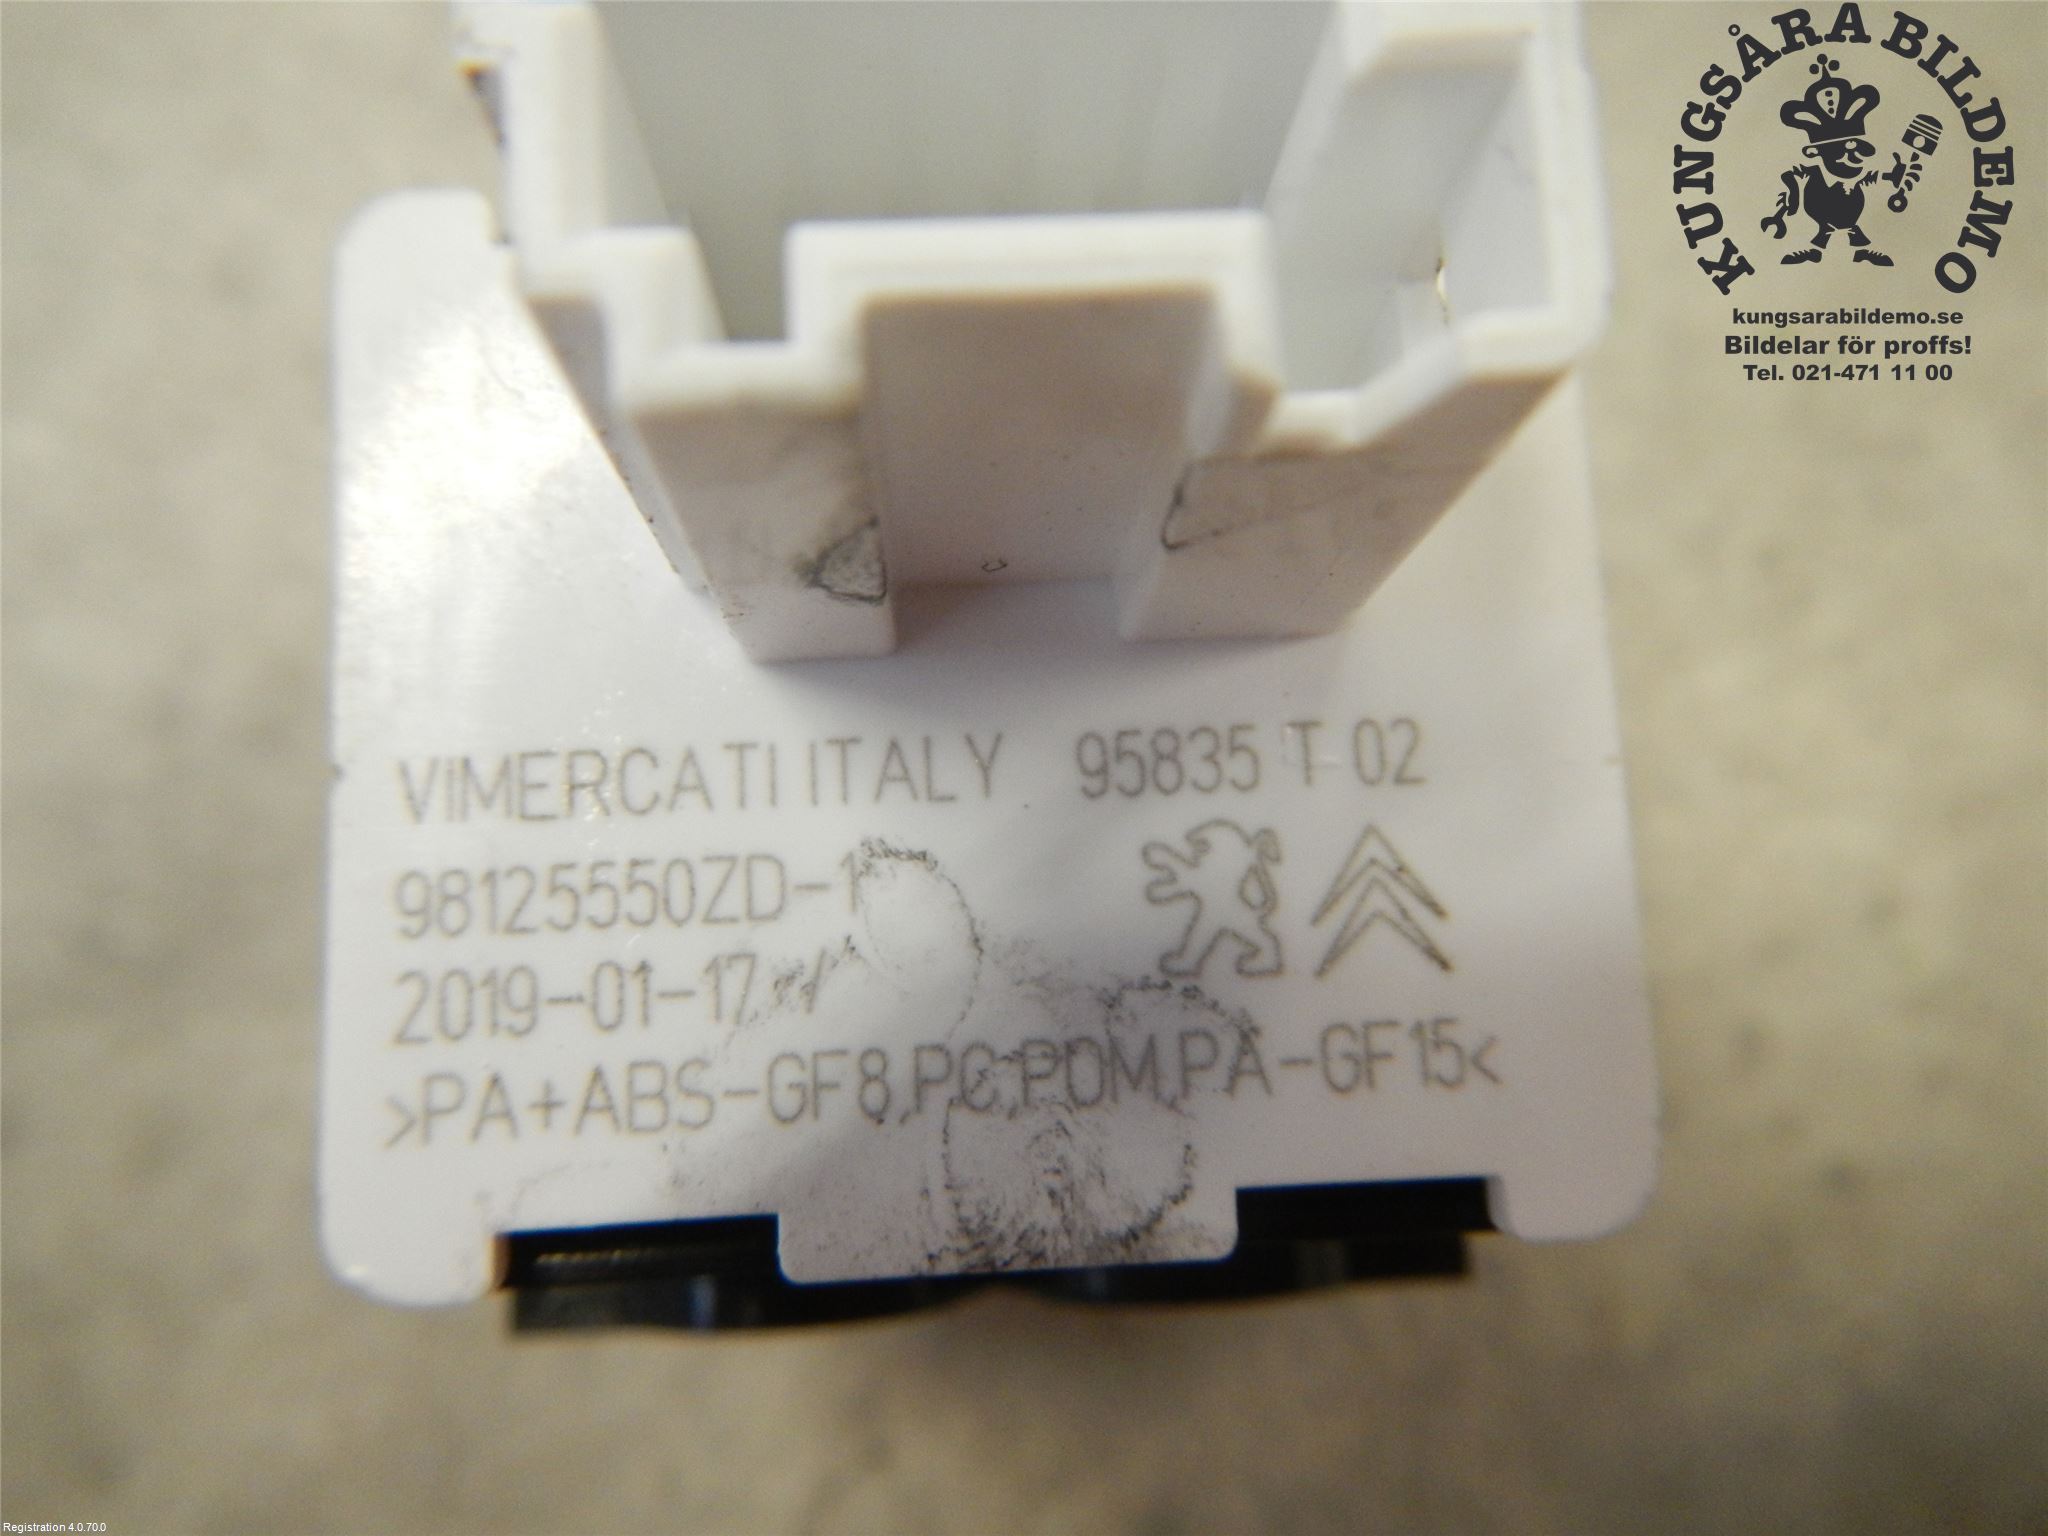 KUNGSÅRA BILDEMO
kungsarabildemo.se
Bildelar för proffs!
Tel. 021-471 11 00
VIMERCATI ITALY 95835 T 02
98125550ZD-1
2019-01-17
>PA+ABS-GF8,PC,POM,PA-GF15<
Registration 4.0.70.0